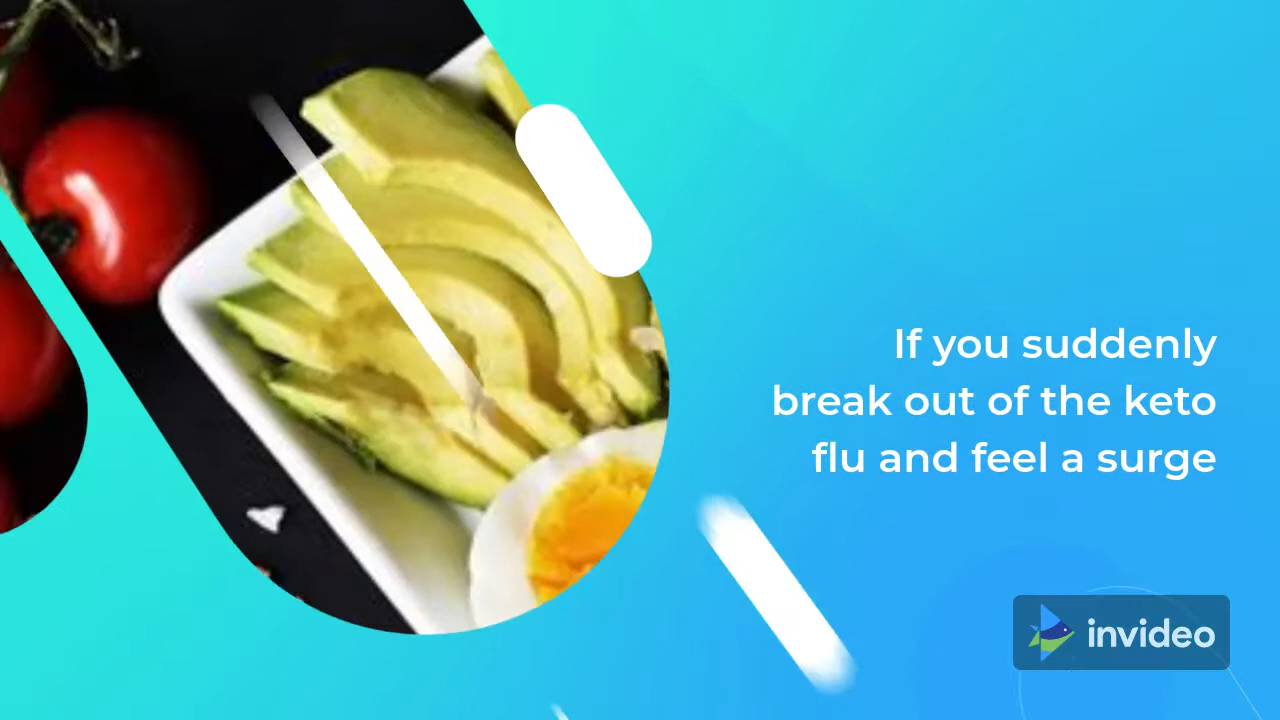 If you suddenly
break out of the keto
flu and feel a surge
invideo